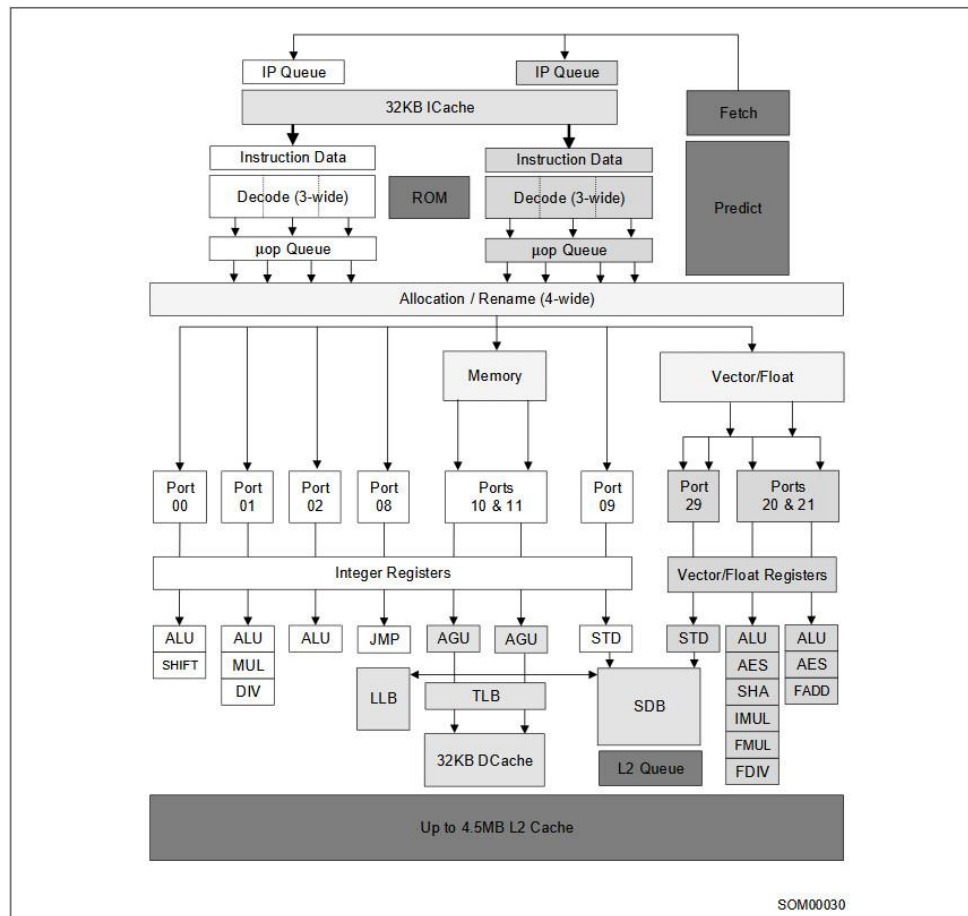 IP Queue
IP Queue
32KB ICache
Fetch
Instruction Data
Instruction Data
Decode (3-wide)
ROM
Decode (3-wide)
Predict
μop Queue
μop Queue
Allocation / Rename (4-wide)
Memory
Vector/Float
Port
00
Port
01
Port
02
Port
08
Ports
10 & 11
Port
09
Port
29
Ports
20 & 21
Integer Registers
Vector/Float Registers
ALU
SHIFT
ALU
MUL
DIV
ALU
JMP
AGU
AGU
STD
STD
ALU
AES
SHA
IMUL
FMUL
FDIV
ALU
AES
FADD
LLB
TLB
SDB
32KB DCache
L2 Queue
Up to 4.5MB L2 Cache
SOM00030